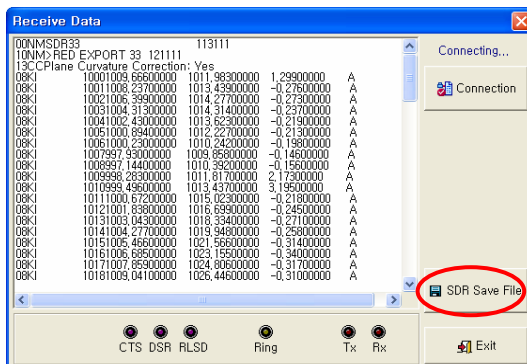 Receive Data
00NMSDR33 113111
10NM>RED EXPORT 33 121111
13CCPlane Curvature Correction: Yes
08KI 10001009,66600000 1011,98300000 1,29900000 A
08KI 10011008,23700000 1013,43900000 -0,27600000 A
08KI 10021006,39900000 1014,27700000 -0,27300000 A
08KI 10031004,31300000 1014,31400000 -0,23700000 A
08KI 10041002,43000000 1013,62300000 -0,21900000 A
08KI 10051000,89400000 1012,22700000 -0,21300000 A
08KI 10061000,23000000 1010,24200000 -0,19800000 A
08KI 1007997,93000000 1009,85800000 -0,14600000 A
08KI 1008997,14400000 1010,39200000 -0,15600000 A
08KI 1009998,28300000 1011,81700000 2,17300000 A
08KI 1010999,49600000 1013,43700000 3,19500000 A
08KI 10111000,67200000 1015,02300000 -0,21800000 A
08KI 10121001,83800000 1016,69900000 -0,24500000 A
08KI 10131003,04300000 1018,33400000 -0,27100000 A
08KI 10141004,27700000 1019,94800000 -0,25800000 A
08KI 10151005,46600000 1021,56600000 -0,31400000 A
08KI 10161006,68500000 1023,15500000 -0,34000000 A
08KI 10171007,85900000 1024,80600000 -0,31700000 A
08KI 10181009,04100000 1026,44600000 -0,31000000 A
Connecting...
Connection
SDR Save File
CTS DSR RLSD Ring Tx Rx
Exit